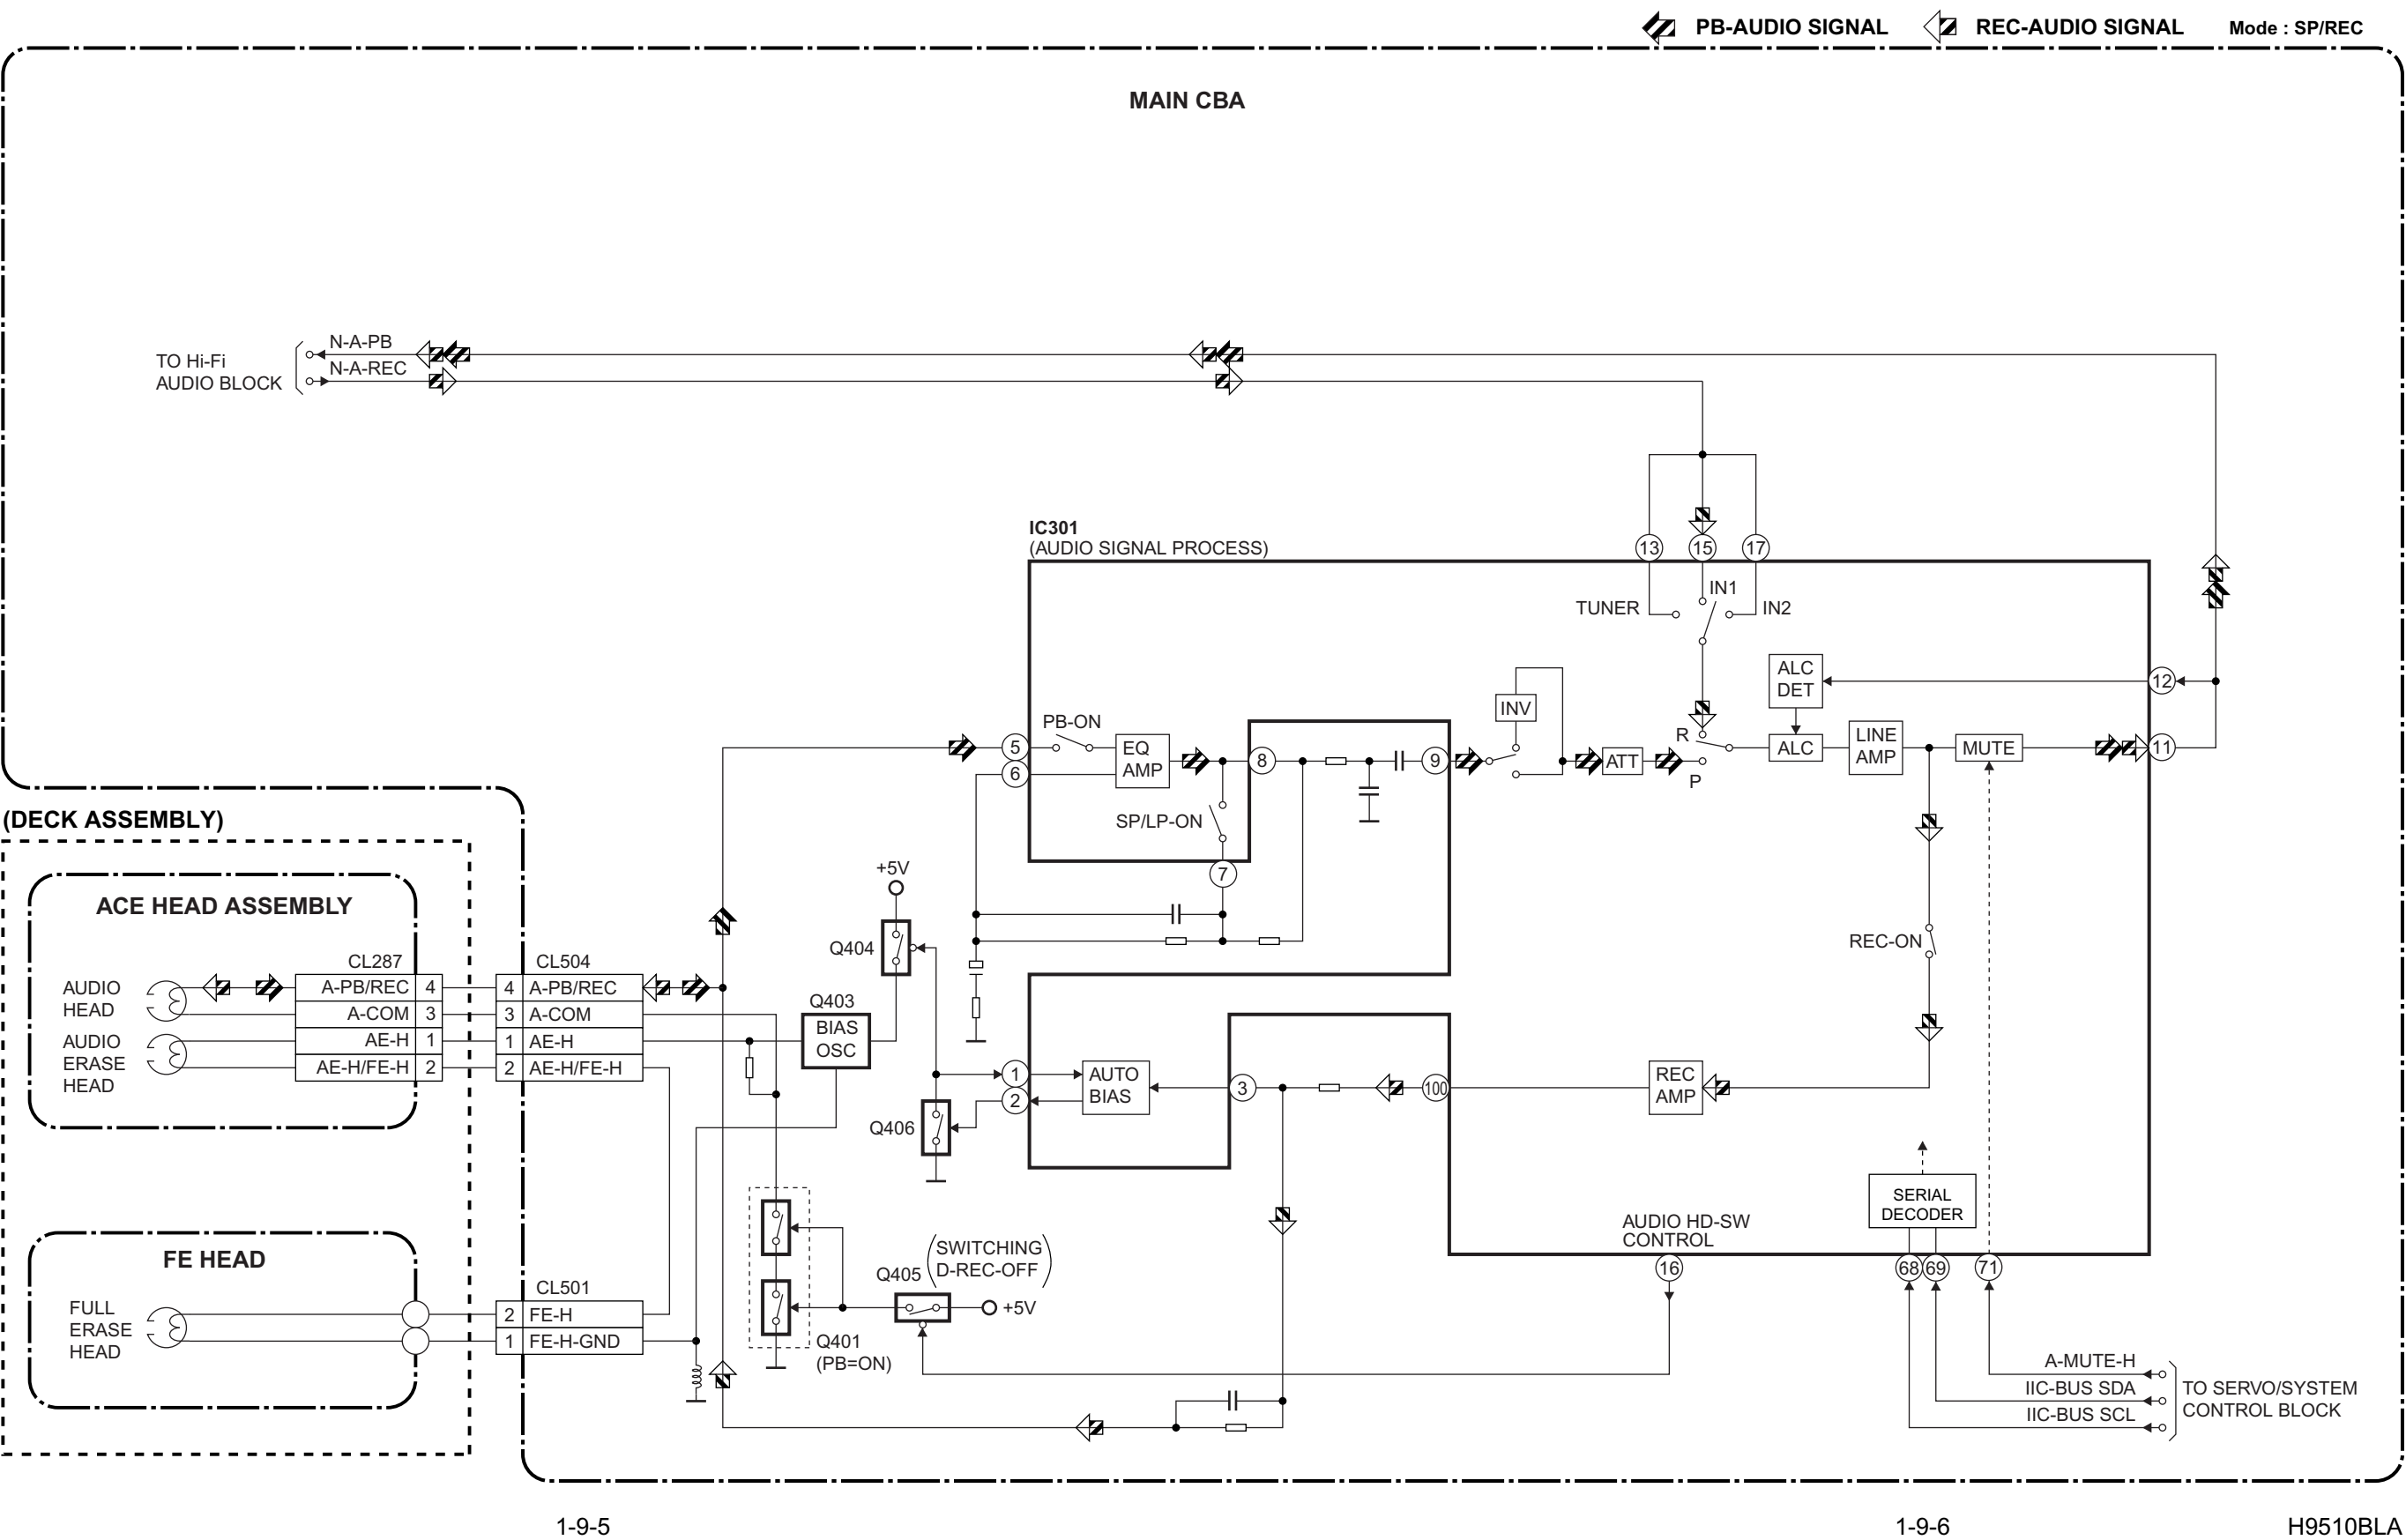 PB-AUDIO SIGNAL REC-AUDIO SIGNAL Mode : SP/REC
MAIN CBA
TO Hi-Fi
AUDIO BLOCK
N-A-PB
N-A-REC
IC301
(AUDIO SIGNAL PROCESS)
13 15 17
TUNER
IN1
IN2
ALC
DET
12
INV
PB-ON
5
6
EQ
AMP
8
9
ATT
R
P
ALC
LINE
AMP
MUTE
11
SP/LP-ON
7
REC-ON
(DECK ASSEMBLY)
ACE HEAD ASSEMBLY
AUDIO
HEAD
AUDIO
ERASE
HEAD
CL287
A-PB/REC 4
A-COM 3
AE-H 1
AE-H/FE-H 2
CL504
4 A-PB/REC
3 A-COM
1 AE-H
2 AE-H/FE-H
+5V
Q404
Q403
BIAS
OSC
Q406
1
2
AUTO
BIAS
3
100
REC
AMP
FE HEAD
FULL
ERASE
HEAD
CL501
2 FE-H
1 FE-H-GND
Q401
(PB=ON)
Q405
(SWITCHING
D-REC-OFF)
+5V
AUDIO HD-SW
CONTROL
16
SERIAL
DECODER
68 69 71
A-MUTE-H
IIC-BUS SDA
IIC-BUS SCL
TO SERVO/SYSTEM
CONTROL BLOCK
1-9-5 1-9-6 H9510BLA